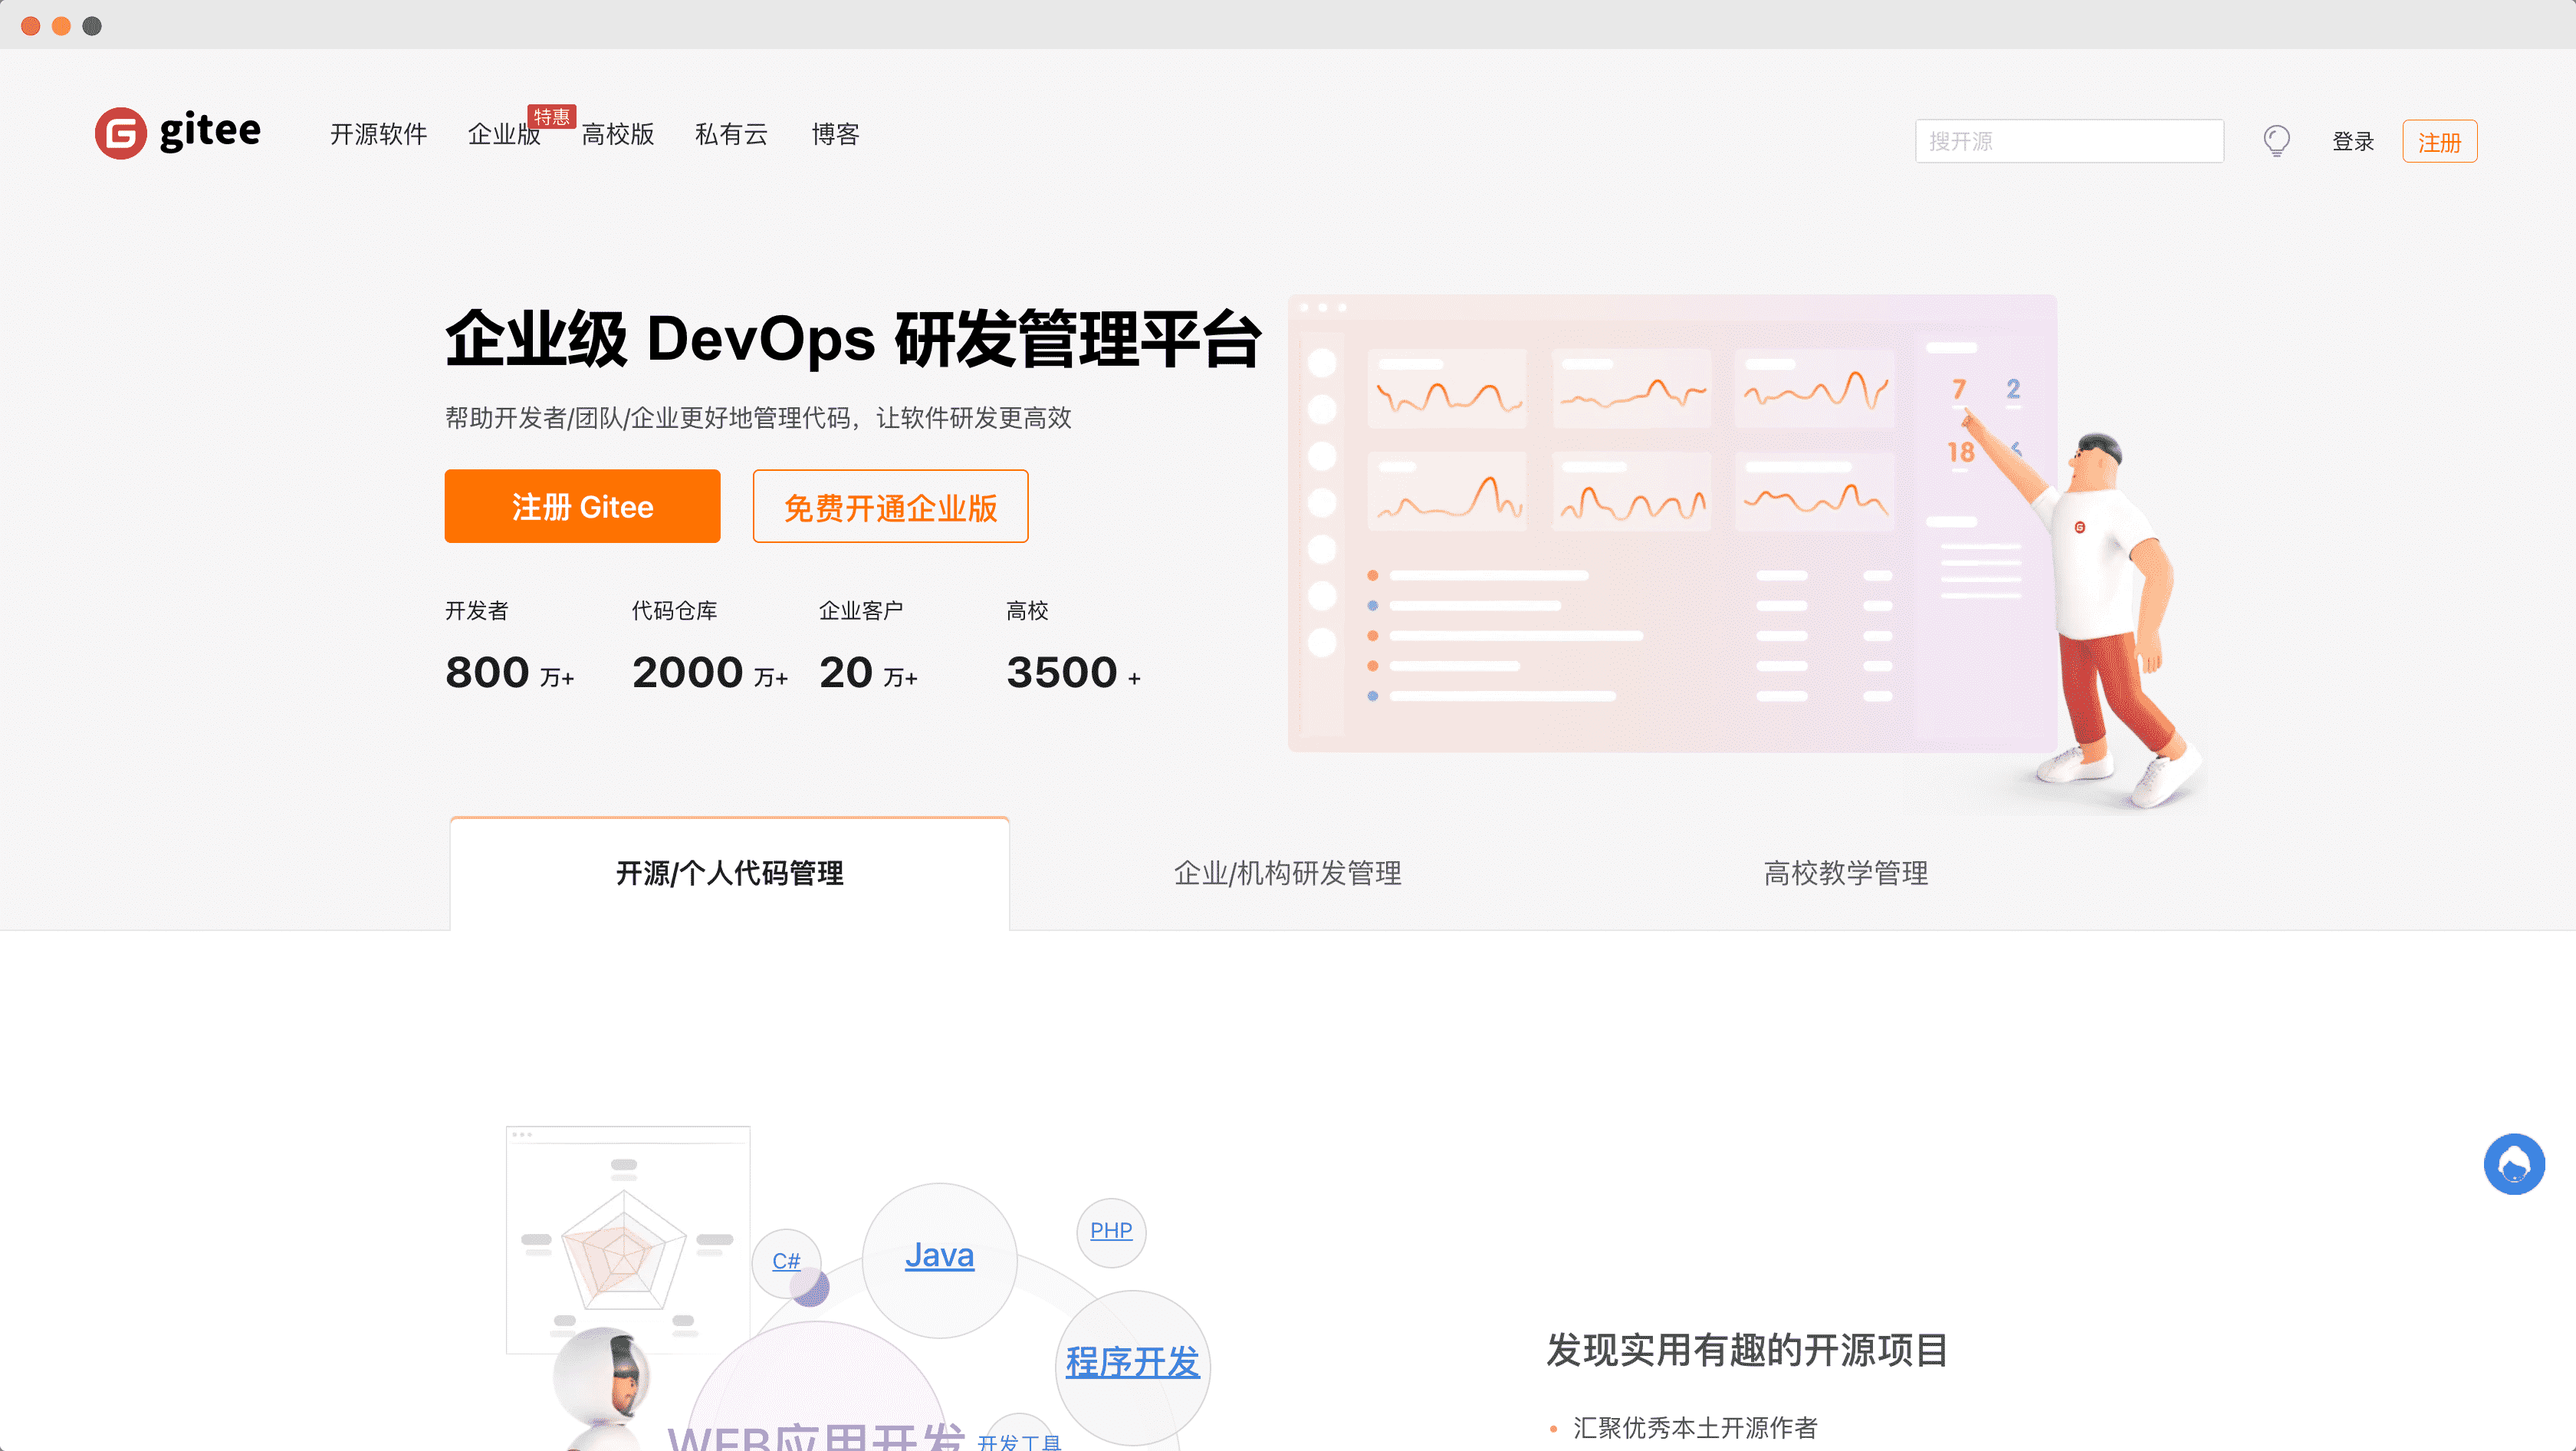 gitee
开源软件 企业版 特惠 高校版 私有云 博客
搜开源 登录 注册
企业级 DevOps 研发管理平台
帮助开发者/团队/企业更好地管理代码，让软件研发更高效
注册 Gitee 免费开通企业版
开发者 代码仓库 企业客户 高校
800 万+ 2000 万+ 20 万+ 3500 +
7 2
18 6
开源/个人代码管理 企业/机构研发管理 高校教学管理
PHP
Java
C#
程序开发
发现实用有趣的开源项目
汇聚优秀本土开源作者
WEB应用开发 开发工具